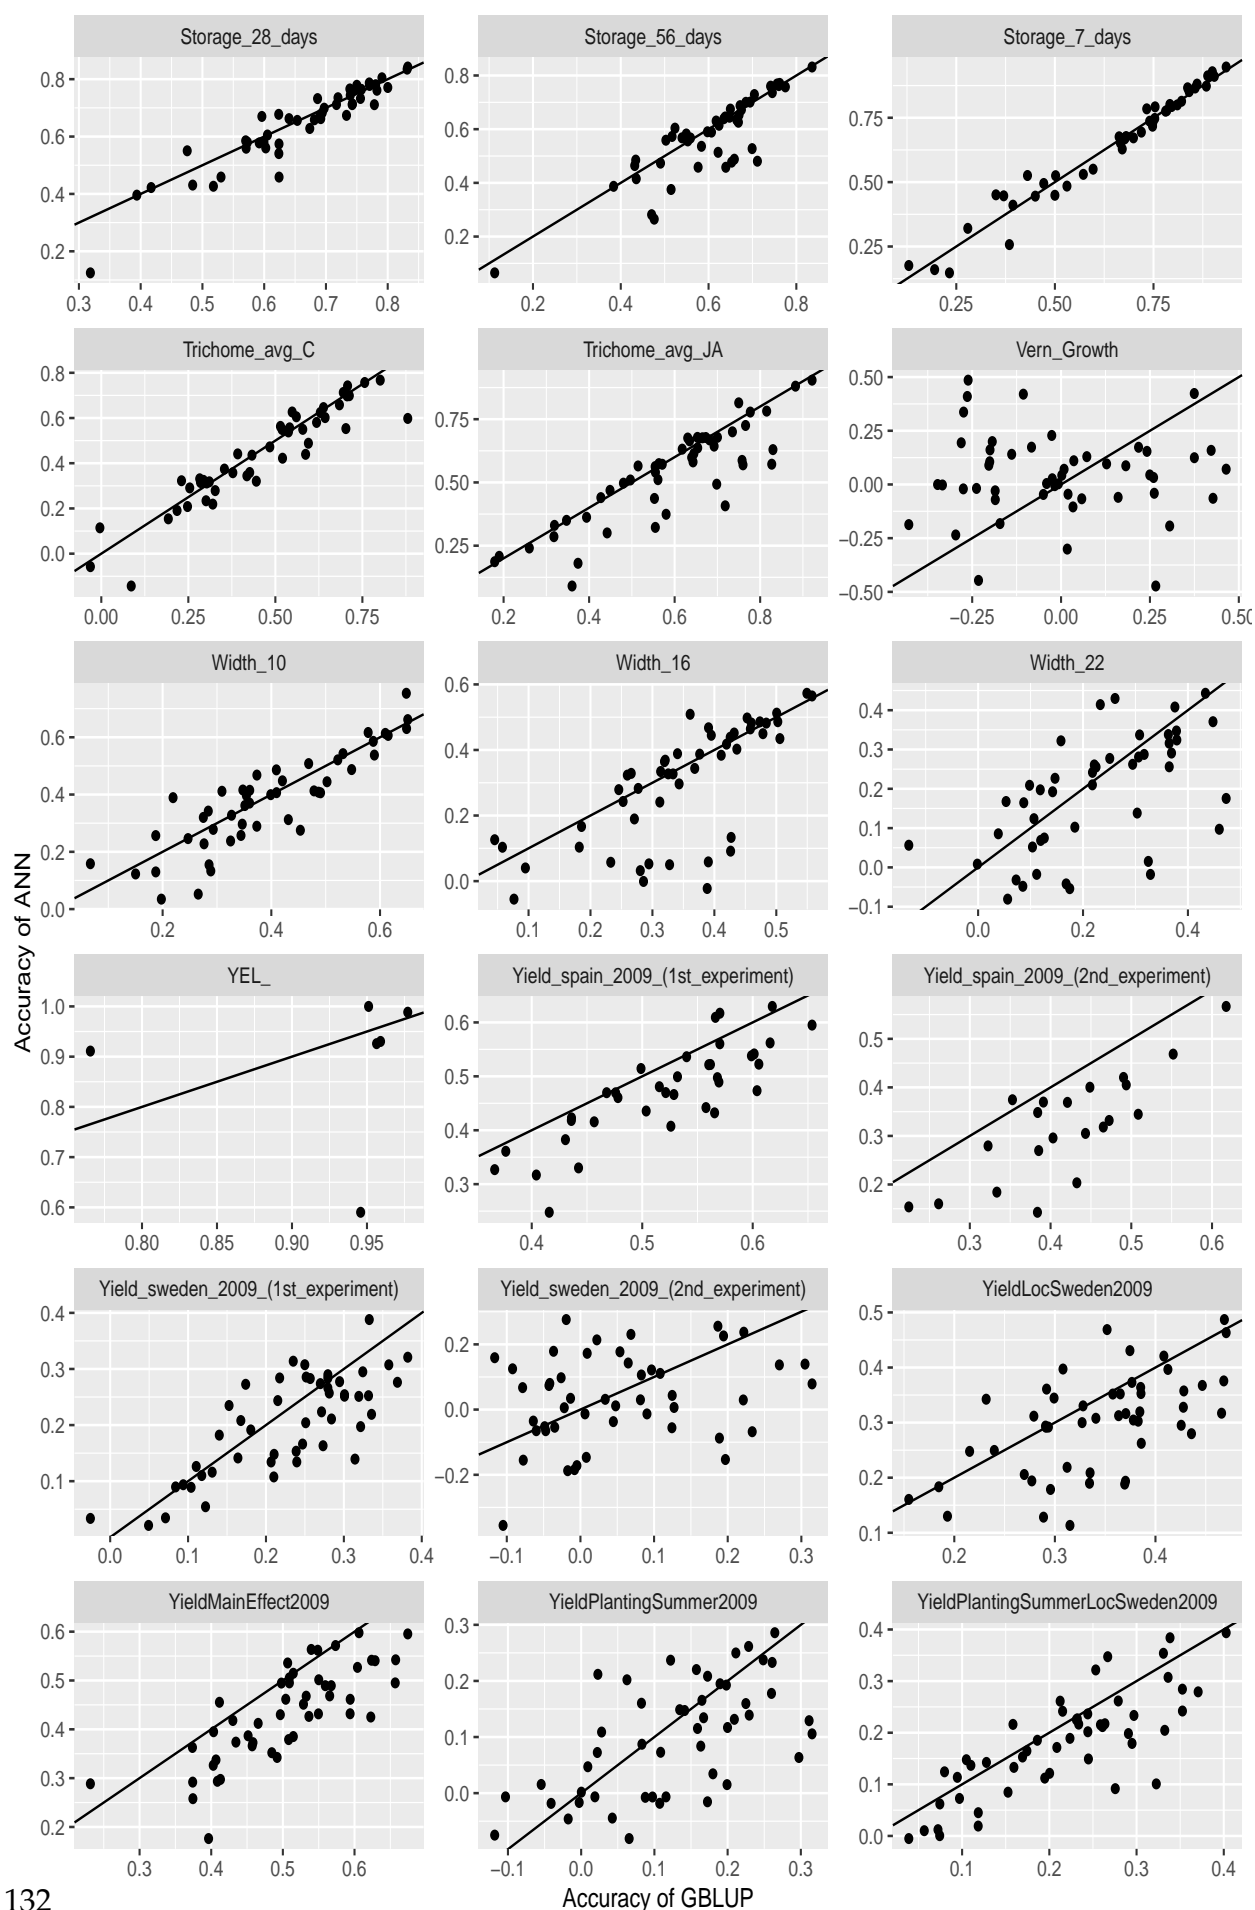 Storage_28_days Storage_56_days Storage_7_days
0.8 0.6 0.4 0.2
0.8 0.6 0.4 0.2
0.75 0.50 0.25
0.3 0.4 0.5 0.6 0.7 0.8 0.2 0.4 0.6 0.8 0.25 0.50 0.75
Trichome_avg_C Trichome_avg_JA Vern_Growth
0.8 0.6 0.4 0.2 0.0
0.75 0.50 0.25
0.50 0.25 0.00 −0.25 −0.50
0.00 0.25 0.50 0.75 0.2 0.4 0.6 0.8 −0.25 0.00 0.25 0.50
Width_10 Width_16 Width_22
0.6 0.4 0.2 0.0
0.6 0.4 0.2 0.0
0.4 0.3 0.2 0.1 0.0 −0.1
0.2 0.4 0.6 0.1 0.2 0.3 0.4 0.5 0.0 0.2 0.4
Accuracy of ANN
YEL_ Yield_spain_2009_(1st_experiment) Yield_spain_2009_(2nd_experiment)
1.0 0.9 0.8 0.7 0.6
0.6 0.5 0.4 0.3
0.5 0.4 0.3 0.2
0.80 0.85 0.90 0.95 0.4 0.5 0.6 0.3 0.4 0.5 0.6
Yield_sweden_2009_(1st_experiment) Yield_sweden_2009_(2nd_experiment) YieldLocSweden2009
0.4 0.3 0.2 0.1
0.2 0.0 −0.2
0.5 0.4 0.3 0.2 0.1
0.0 0.1 0.2 0.3 0.4 −0.1 0.0 0.1 0.2 0.3 0.2 0.3 0.4
YieldMainEffect2009 YieldPlantingSummer2009 YieldPlantingSummerLocSweden2009
0.6 0.5 0.4 0.3 0.2
0.3 0.2 0.1 0.0
0.4 0.3 0.2 0.1 0.0
0.3 0.4 0.5 0.6 −0.1 0.0 0.1 0.2 0.3 0.1 0.2 0.3 0.4
Accuracy of GBLUP
132